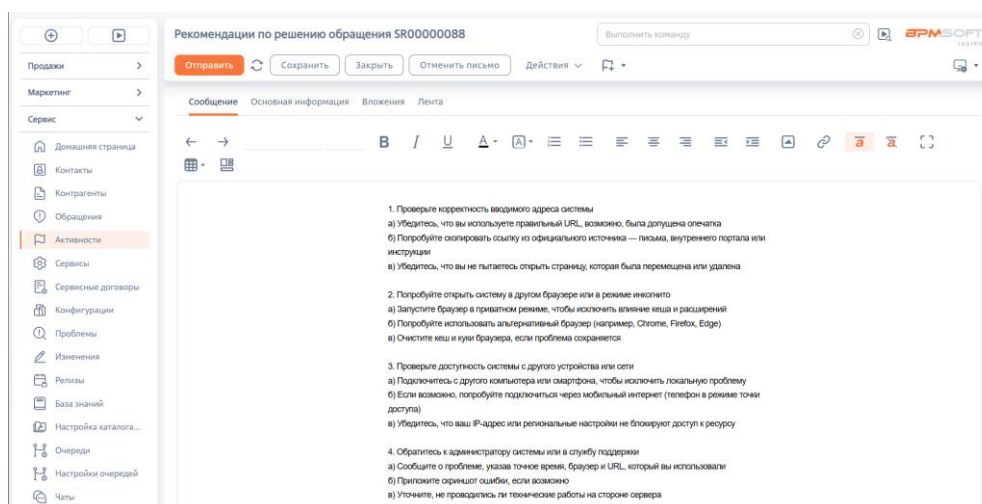 Рекомендации по решению обращения SR00000088
Выполнить команду
BPMSOFT
Отправить
Сохранить
Закрыть
Отменить письмо
Действия
Продажи
Маркетинг
Сервис
Домашняя страница
Контакты
Контрагенты
Обращения
Активности
Сервисы
Сервисные договоры
Конфигурации
Проблемы
Изменения
Релизы
База знаний
Настройка каталога...
Очереди
Настройки очередей
Чаты
Сообщение Основная информация Вложения Лента
B I U A A a a
1. Проверьте корректность вводимого адреса системы
а) Убедитесь, что вы используете правильный URL, возможно, была допущена опечатка
б) Попробуйте скопировать ссылку из официального источника — письма, внутреннего портала или
инструкции
в) Убедитесь, что вы не пытаетесь открыть страницу, которая была перемещена или удалена
2. Попробуйте открыть систему в другом браузере или в режиме инкогнито
а) Запустите браузер в приватном режиме, чтобы исключить влияние кеша и расширений
б) Попробуйте использовать альтернативный браузер (например, Chrome, Firefox, Edge)
в) Очистите кеш и куки браузера, если проблема сохраняется
3. Проверьте доступность системы с другого устройства или сети
а) Подключитесь с другого компьютера или смартфона, чтобы исключить локальную проблему
б) Если возможно, попробуйте подключиться через мобильный интернет (телефон в режиме точки
доступа)
в) Убедитесь, что ваш IP-адрес или региональные настройки не блокируют доступ к ресурсу
4. Обратитесь к администратору системы или в службу поддержки
а) Сообщите о проблеме, указав точное время, браузер и URL, который вы использовали
б) Приложите скриншот ошибки, если возможно
в) Уточните, не проводились ли технические работы на стороне сервера